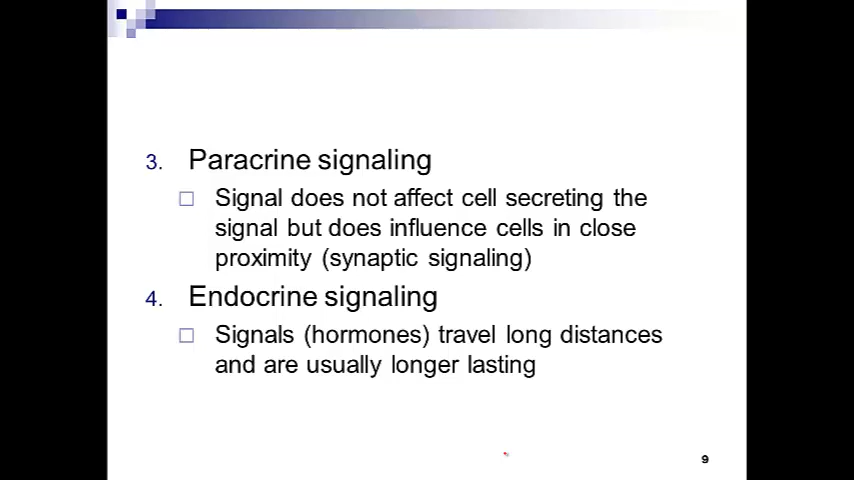 3. Paracrine signaling
Signal does not affect cell secreting the
signal but does influence cells in close
proximity (synaptic signaling)
4. Endocrine signaling
Signals (hormones) travel long distances
and are usually longer lasting
9